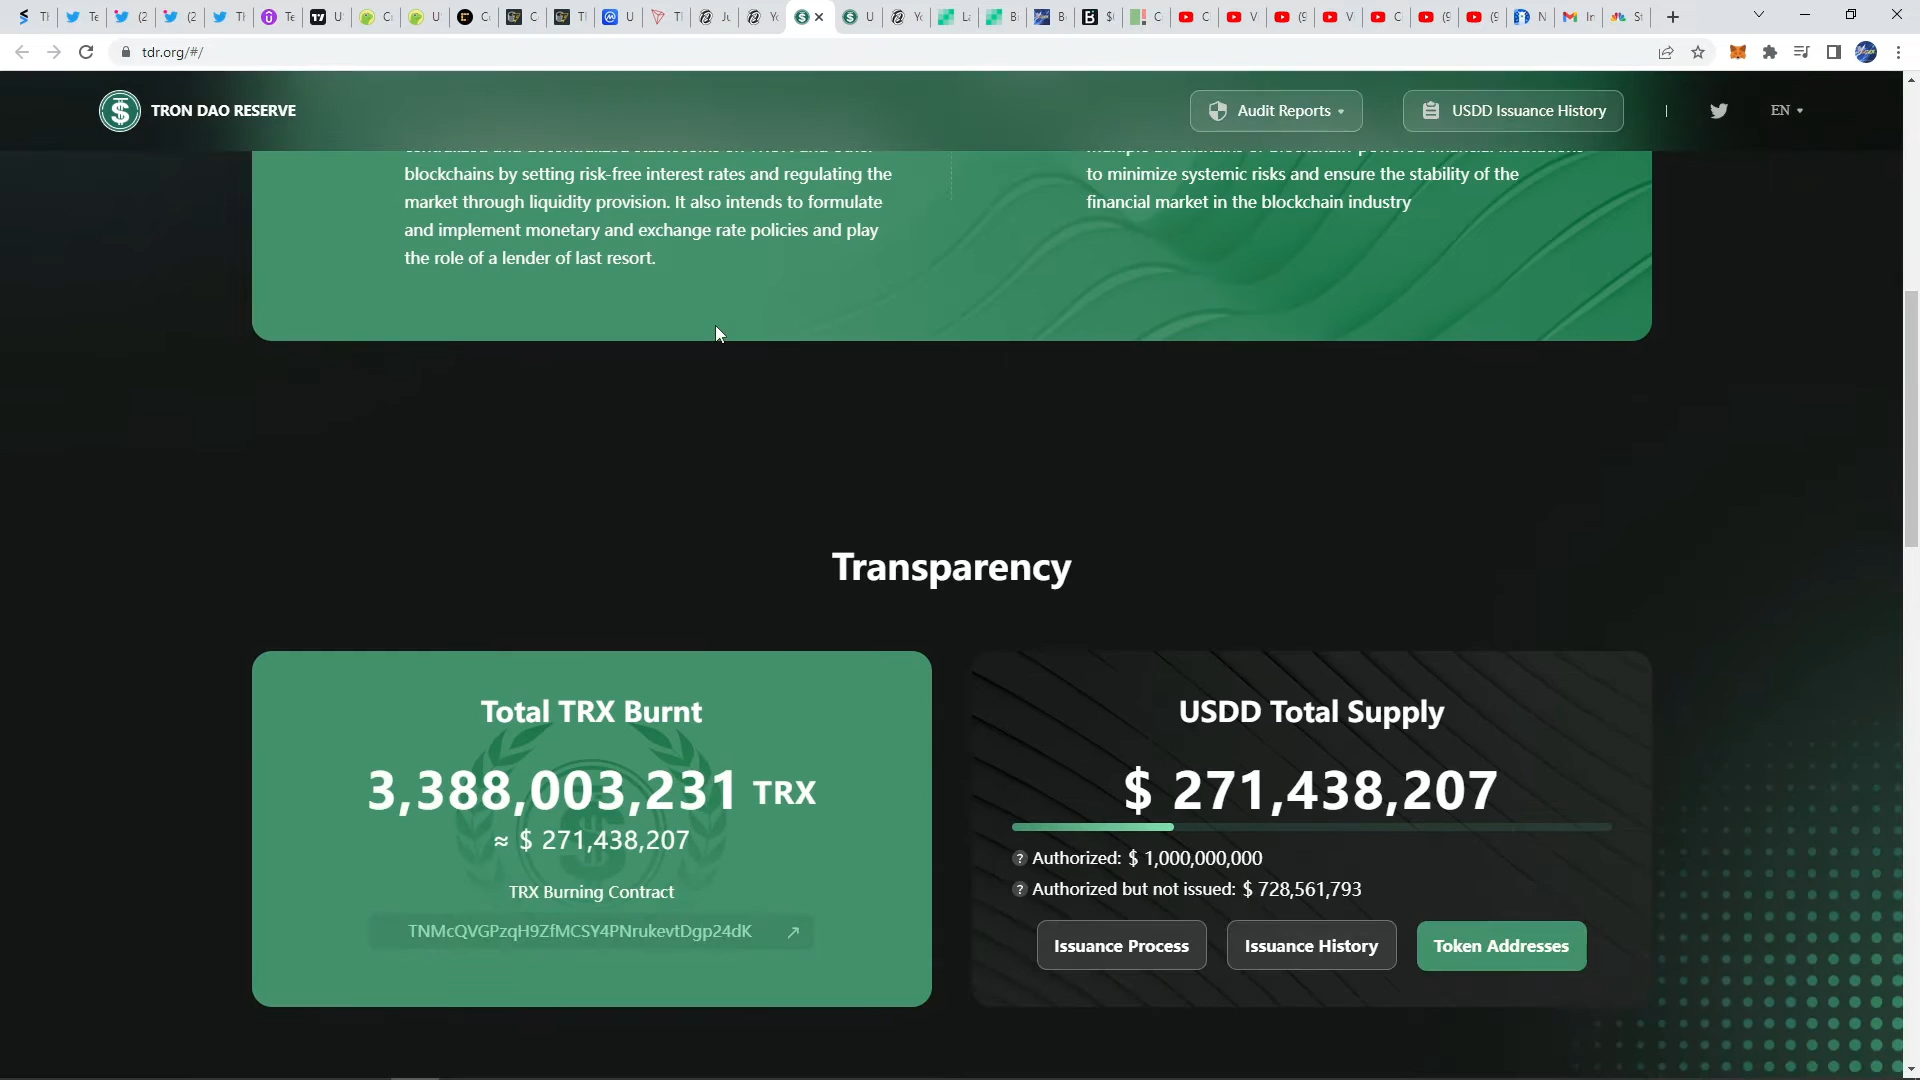 tdr.org/#/
TRON DAO RESERVE
Audit Reports
USDD Issuance History
EN
blockchains by setting risk-free interest rates and regulating the
market through liquidity provision. It also intends to formulate
and implement monetary and exchange rate policies and play
the role of a lender of last resort.
to minimize systemic risks and ensure the stability of the
financial market in the blockchain industry
Transparency
Total TRX Burnt
3,388,003,231 TRX
≈ $ 271,438,207
TRX Burning Contract
TNMcQVGPzqH9ZfMCSY4PNrukevtDgp24dK
USDD Total Supply
$ 271,438,207
? Authorized: $ 1,000,000,000
? Authorized but not issued: $ 728,561,793
Issuance Process
Issuance History
Token Addresses